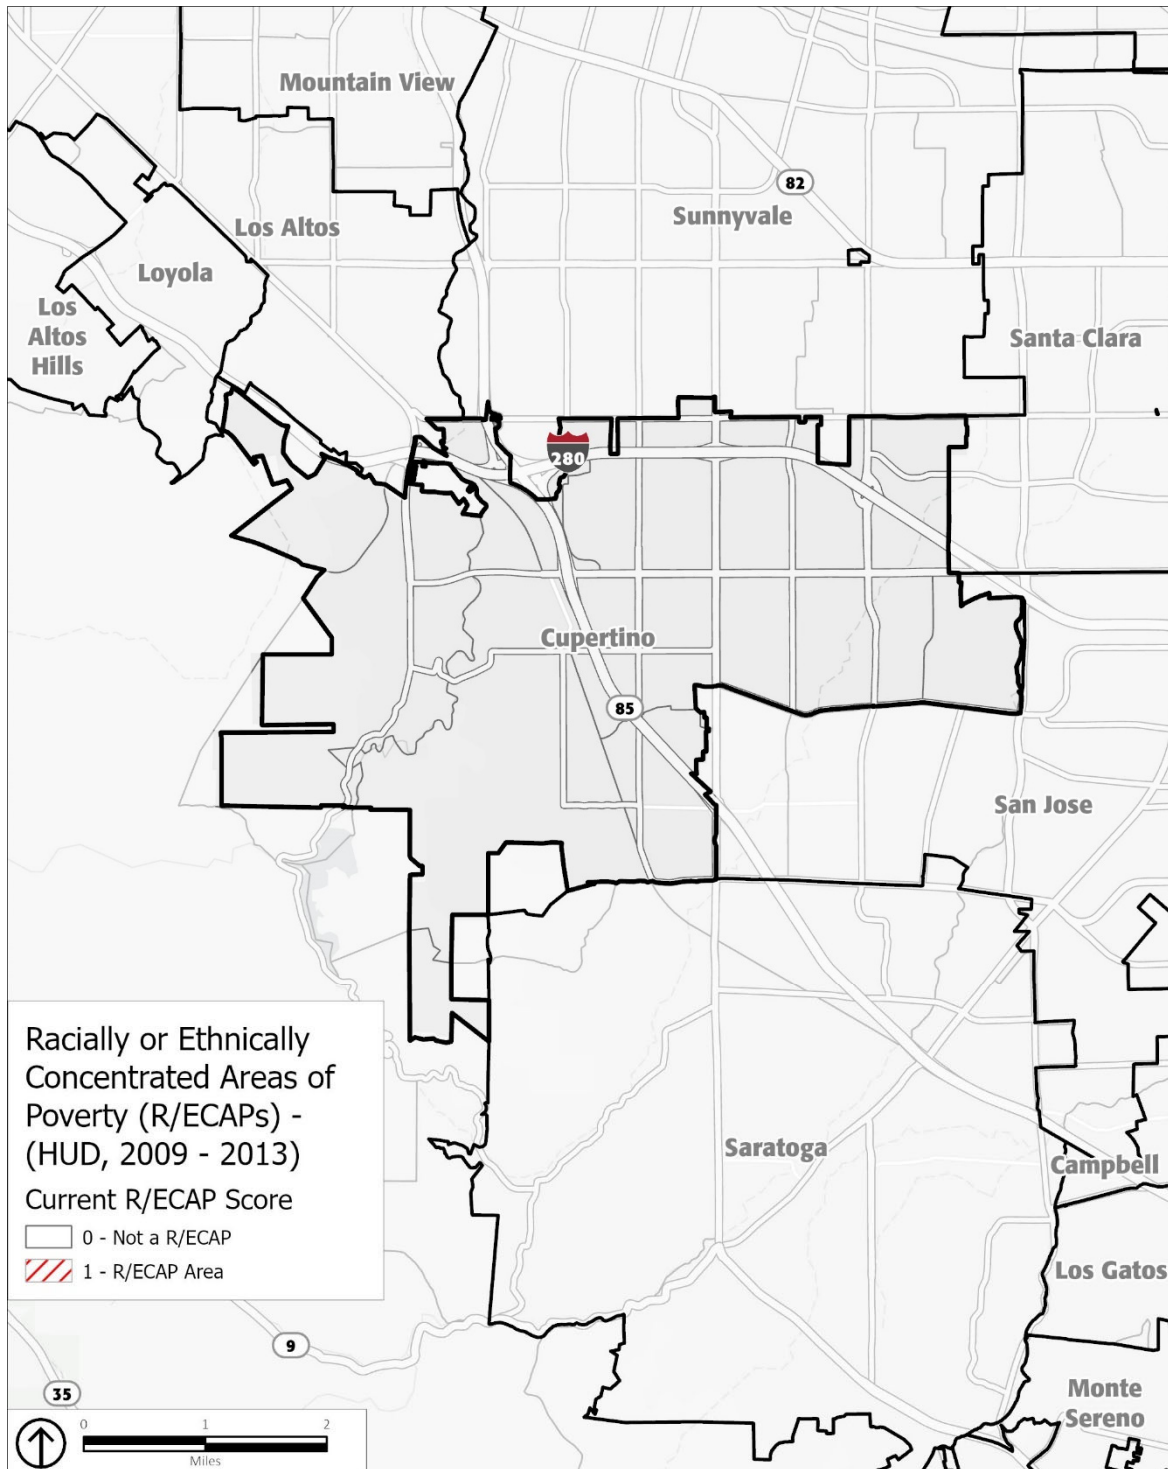 Mountain View
82
Sunnyvale
Los Altos
Loyola
Los
Altos
Hills
Santa Clara
280
Cupertino
85
San Jose
Racially or Ethnically
Concentrated Areas of
Poverty (R/ECAPs) -
(HUD, 2009 - 2013)
Current R/ECAP Score
0 - Not a R/ECAP
1 - R/ECAP Area
Saratoga
Campbell
Los Gatos
9
35
Monte
Sereno
0 1 2
Miles